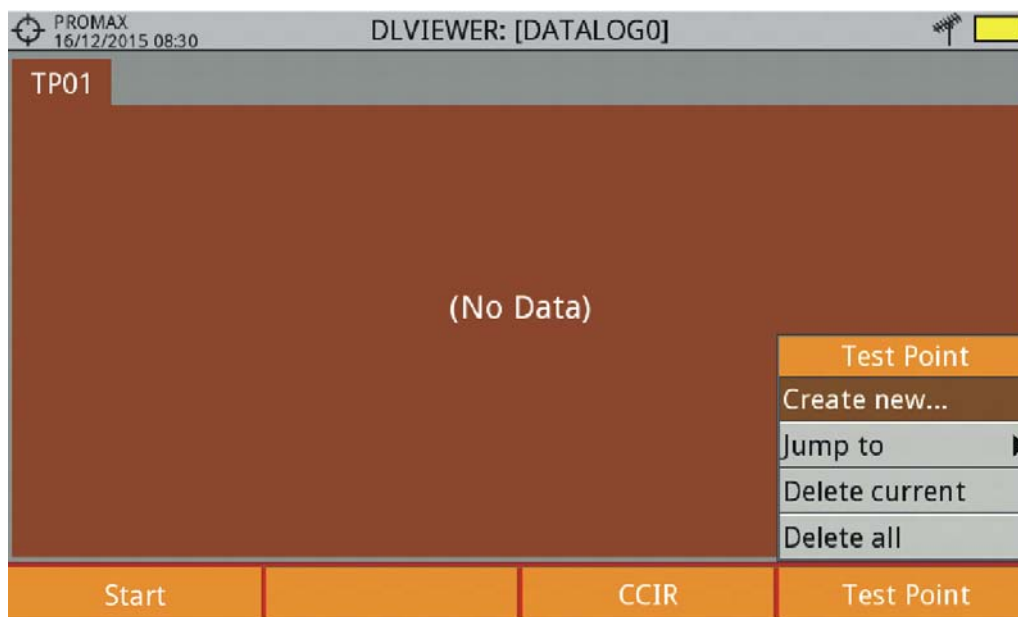 PROMAX
16/12/2015 08:30
DLVIEWER: [DATALOG0]
TP01
(No Data)
Test Point
Create new...
Jump to
Delete current
Delete all
Start
CCIR
Test Point